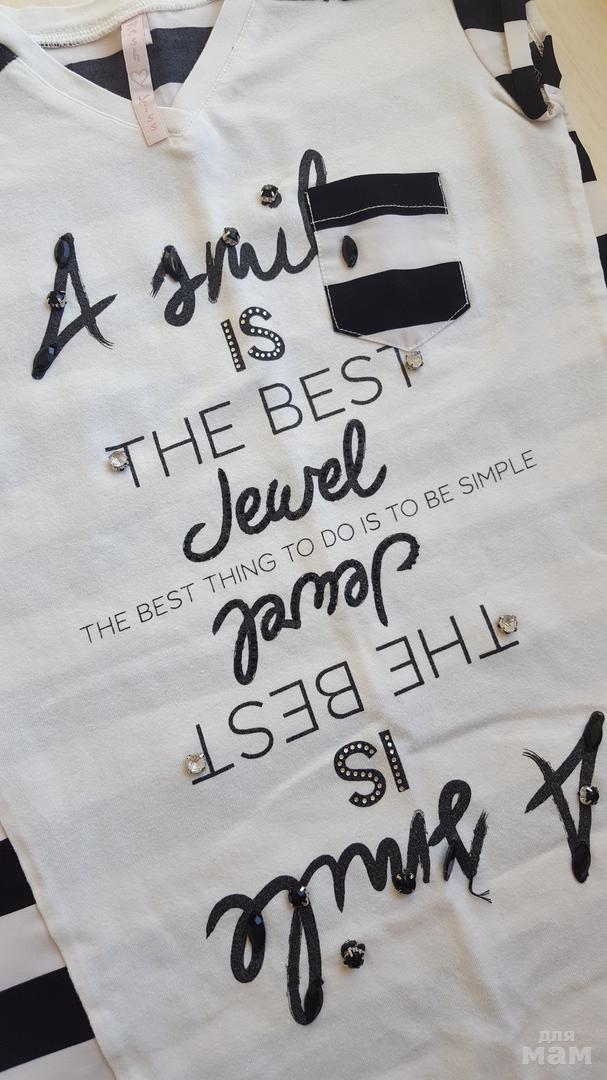 A smil
IS
THE BEST
Jewel
THE BEST THING TO DO IS TO BE SIMPLE
Jewel
THE BEST
IS
A smile
для
мам